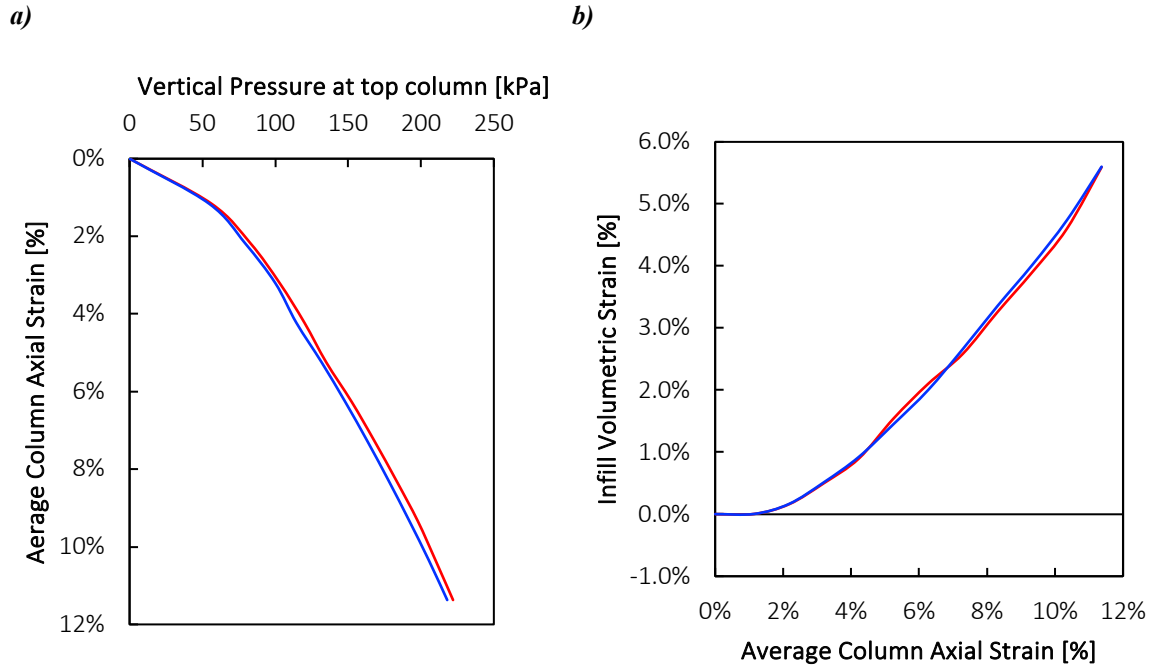 a)
b)
Vertical Pressure at top column [kPa]
0 50 100 150 200 250
0%
2%
4%
6%
8%
10%
12%
Aerage Column Axial Strain [%]
6.0%
5.0%
4.0%
3.0%
2.0%
1.0%
0.0%
-1.0%
Infill Volumetric Strain [%]
0% 2% 4% 6% 8% 10% 12%
Average Column Axial Strain [%]